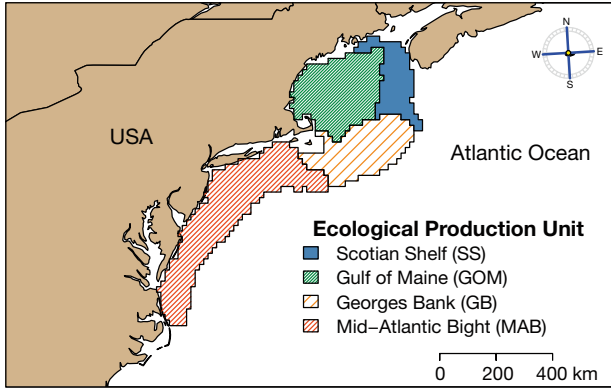 N
W E
S
USA
Atlantic Ocean
Ecological Production Unit
Scotian Shelf (SS)
Gulf of Maine (GOM)
Georges Bank (GB)
Mid−Atlantic Bight (MAB)
0 200 400 km